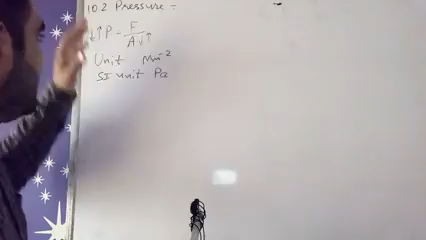 10.2 Pressure =
↓↑P = F/A↓↑
Unit Nm⁻²
SI unit Pa